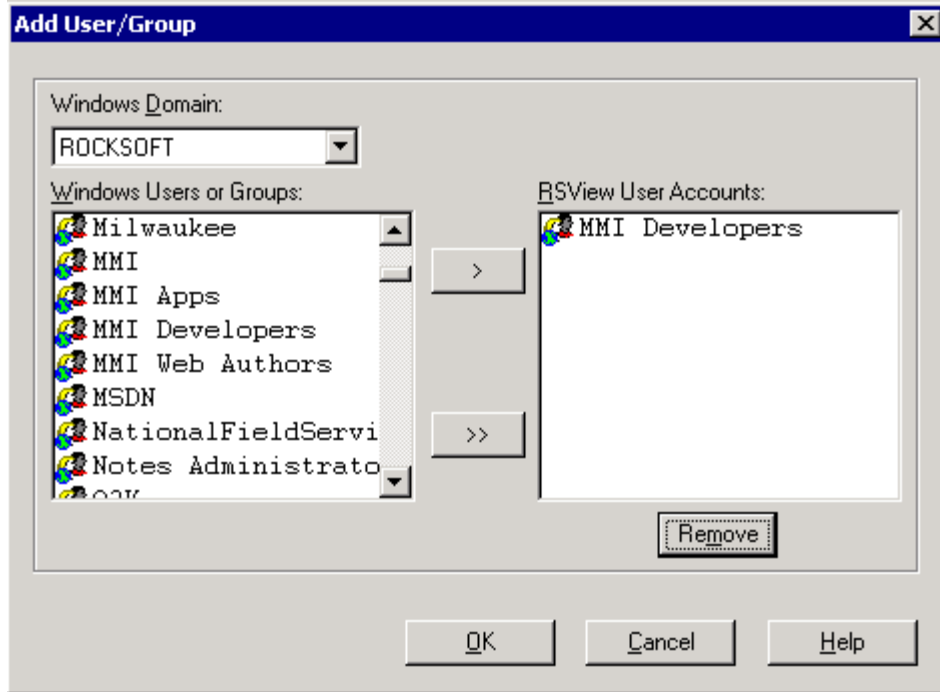 Add User/Group
Windows Domain:
ROCKSOFT
Windows Users or Groups:
Milwaukee
MMI
MMI Apps
MMI Developers
MMI Web Authors
MSDN
NationalFieldServi
Notes Administrato
>
>>
RSView User Accounts:
MMI Developers
Remove
OK
Cancel
Help